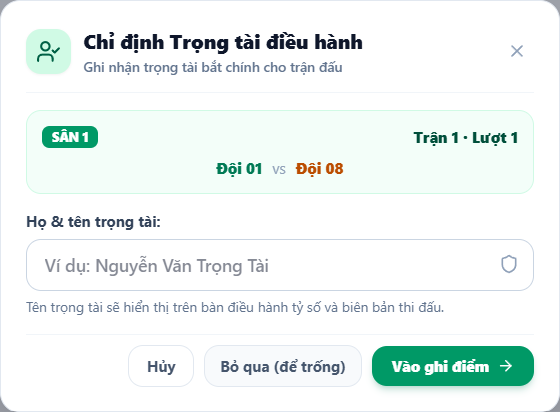 Chỉ định Trọng tài điều hành
Ghi nhận trọng tài bắt chính cho trận đấu
SÂN 1
Trận 1 · Lượt 1
Đội 01 vs Đội 08
Họ & tên trọng tài:
Ví dụ: Nguyễn Văn Trọng Tài
Tên trọng tài sẽ hiển thị trên bàn điều hành tỷ số và biên bản thi đấu.
Hủy
Bỏ qua (để trống)
Vào ghi điểm →